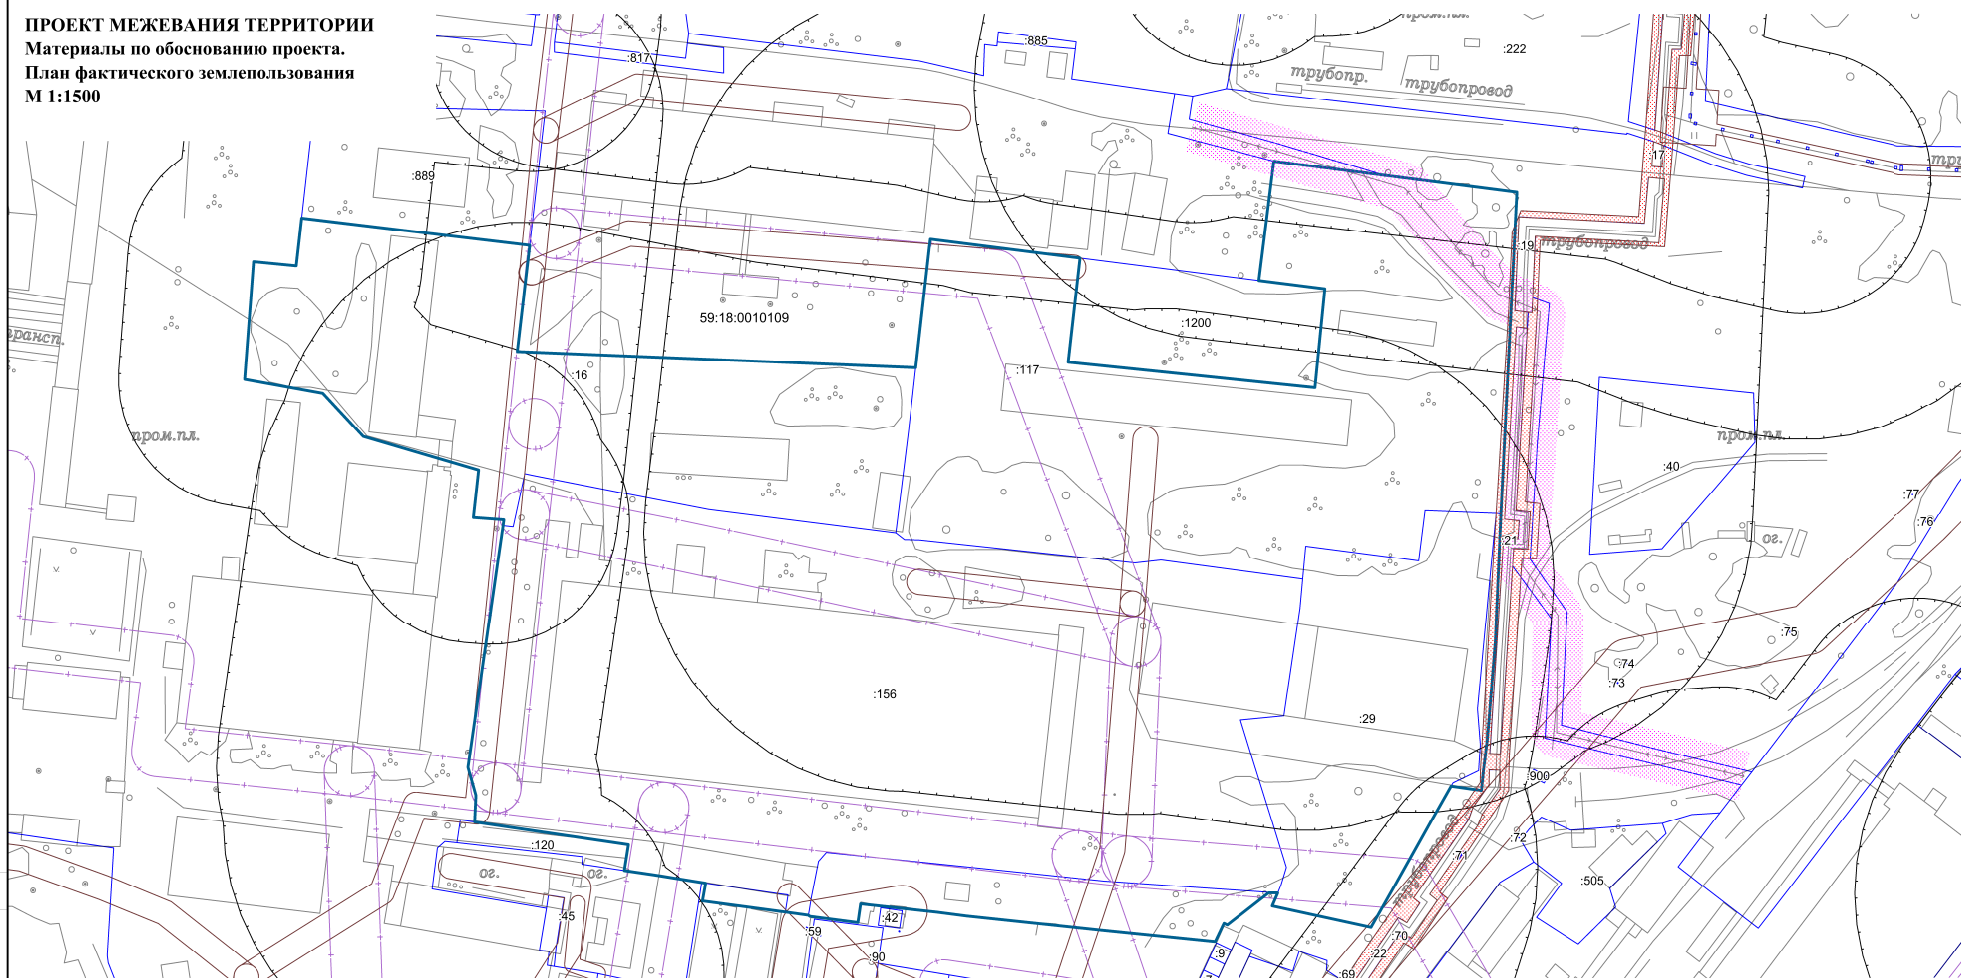 ПРОЕКТ МЕЖЕВАНИЯ ТЕРРИТОРИИ
Материалы по обоснованию проекта.
План фактического землепользования
М 1:1500
:817
:885
:222
трубопр.
трубопровод
:17
:889
:19
трубопровод
59:18:0010109
:1200
:16
:117
пром.пл.
пром.пл.
:40
:77
:76
ог.
:21
:75
:74
:73
:156
:29
:900
:72
:120
ог.
ог.
трубопровод
:71
:505
:45
:42
:59
:90
:9
:70
:22
:69